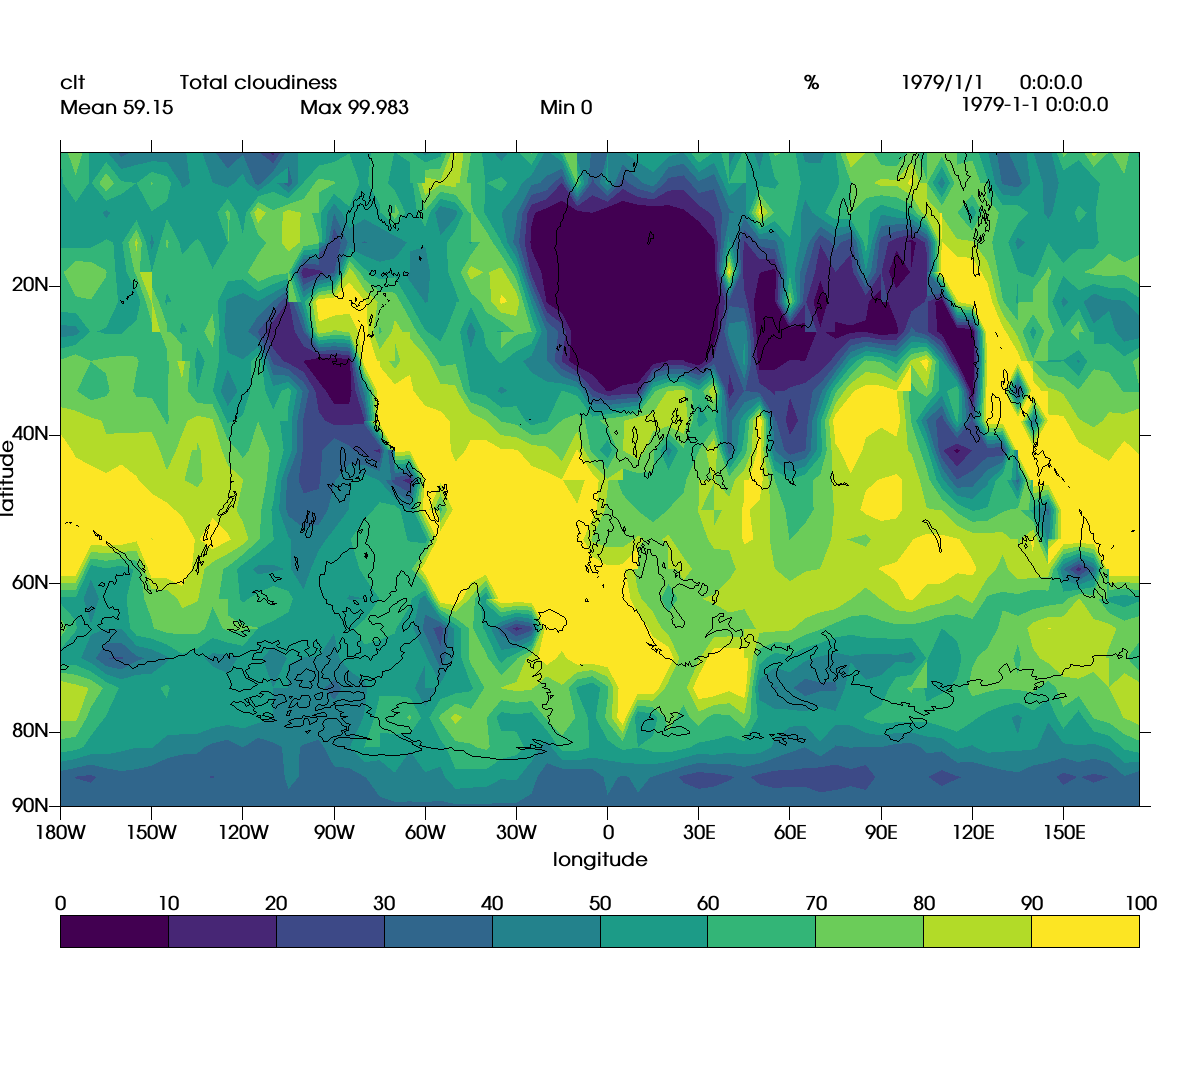 clt Total cloudiness % 1979/1/1 0:0:0.0
Mean 59.15 Max 99.983 Min 0 1979-1-1 0:0:0.0
20N
40N
latitude
60N
80N
90N
180W 150W 120W 90W 60W 30W 0 30E 60E 90E 120E 150E
longitude
0 10 20 30 40 50 60 70 80 90 100